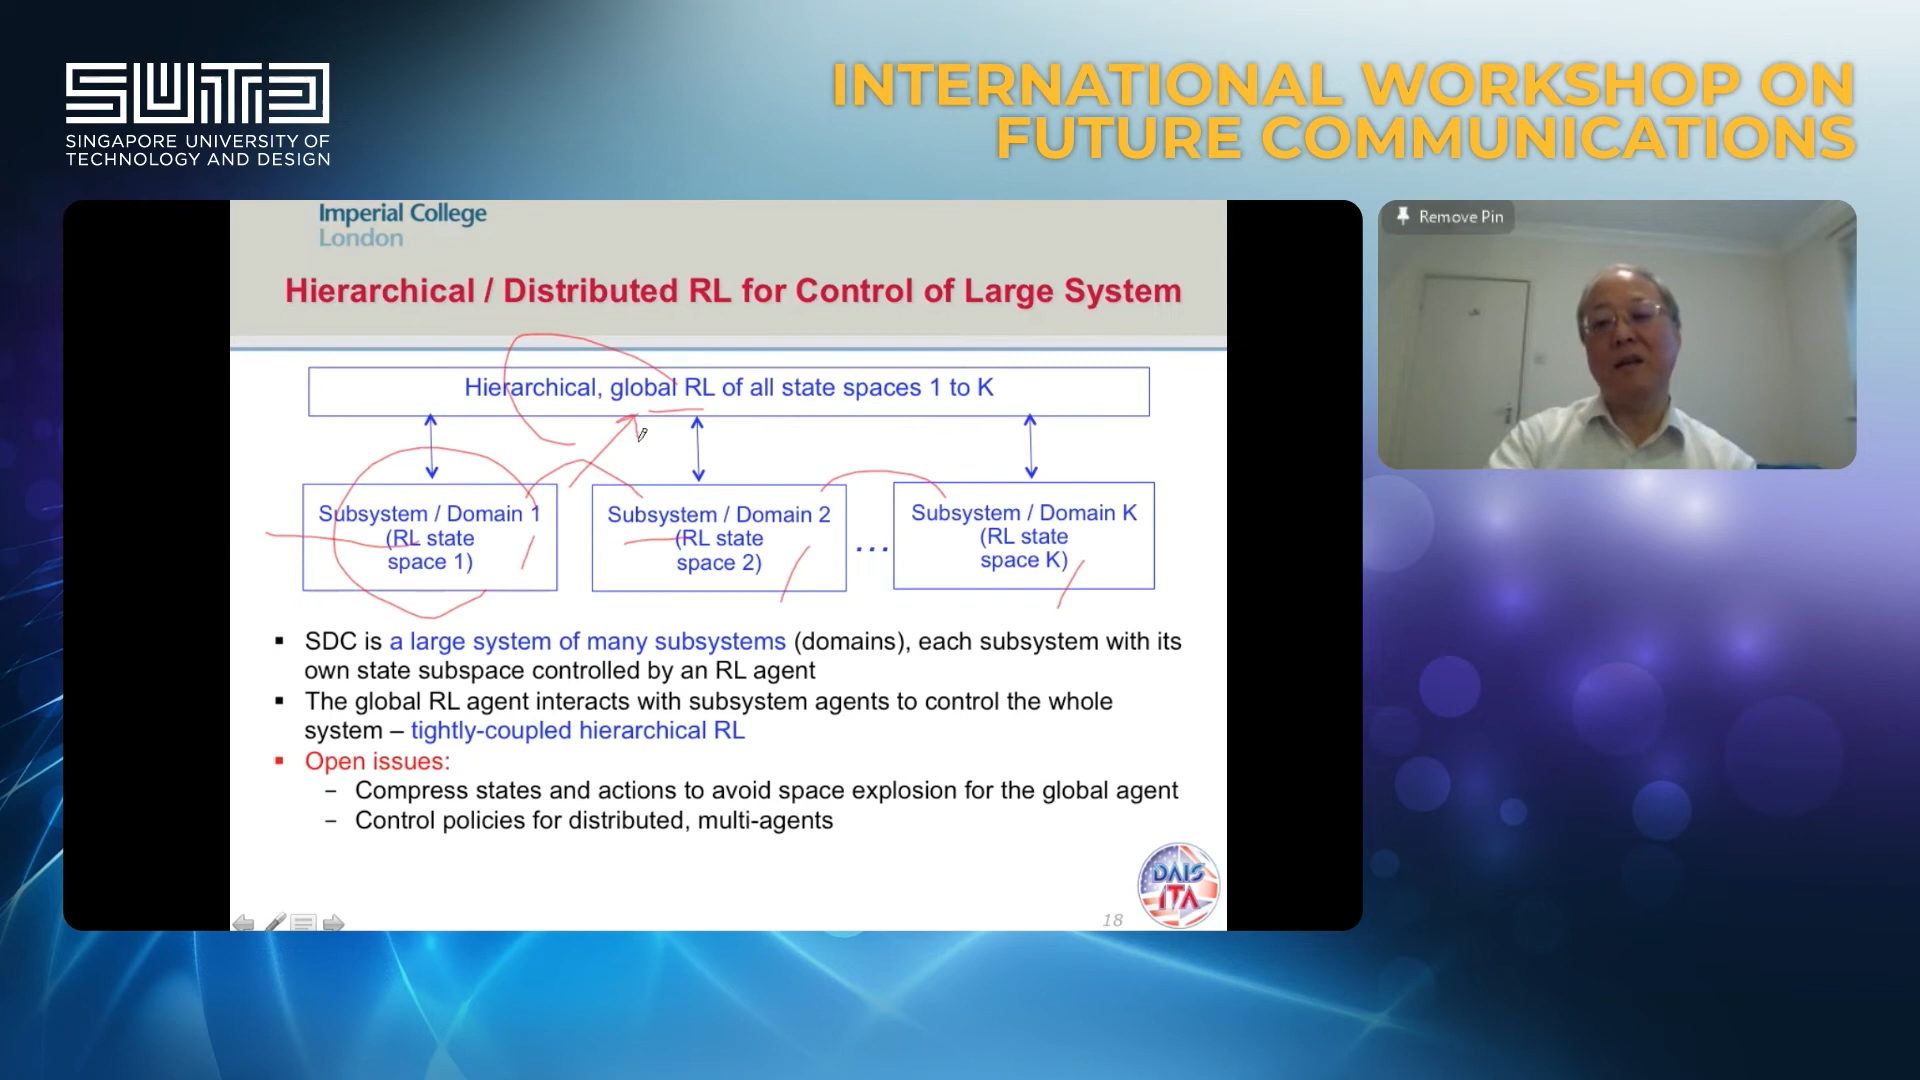 SUTD
SINGAPORE UNIVERSITY OF
TECHNOLOGY AND DESIGN
INTERNATIONAL WORKSHOP ON
FUTURE COMMUNICATIONS
Imperial College
London
Hierarchical / Distributed RL for Control of Large System
Hierarchical, global RL of all state spaces 1 to K
Subsystem / Domain 1
(RL state
space 1)
Subsystem / Domain 2
(RL state
space 2)
...
Subsystem / Domain K
(RL state
space K)
▪ SDC is a large system of many subsystems (domains), each subsystem with its
own state subspace controlled by an RL agent
▪ The global RL agent interacts with subsystem agents to control the whole
system – tightly-coupled hierarchical RL
▪ Open issues:
– Compress states and actions to avoid space explosion for the global agent
– Control policies for distributed, multi-agents
DAIS
ITA
18
Remove Pin